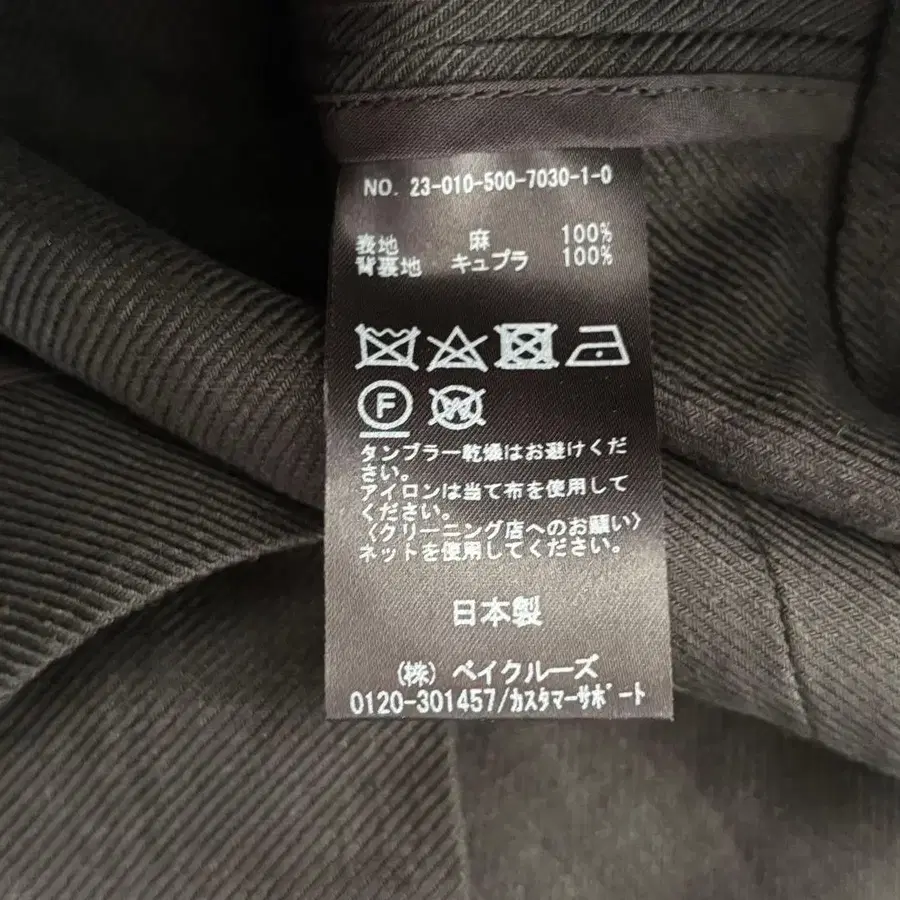 NO. 23-010-500-7030-1-0
表地 麻 100%
背裏地 キュプラ 100%
F W
タンブラー乾燥はお避けくだ
さい。
アイロンは当て布を使用して
ください。
〈クリーニング店へのお願い〉
ネットを使用してください。
日本製
(株) ベイクルーズ
0120-301457/カスタマーサポート